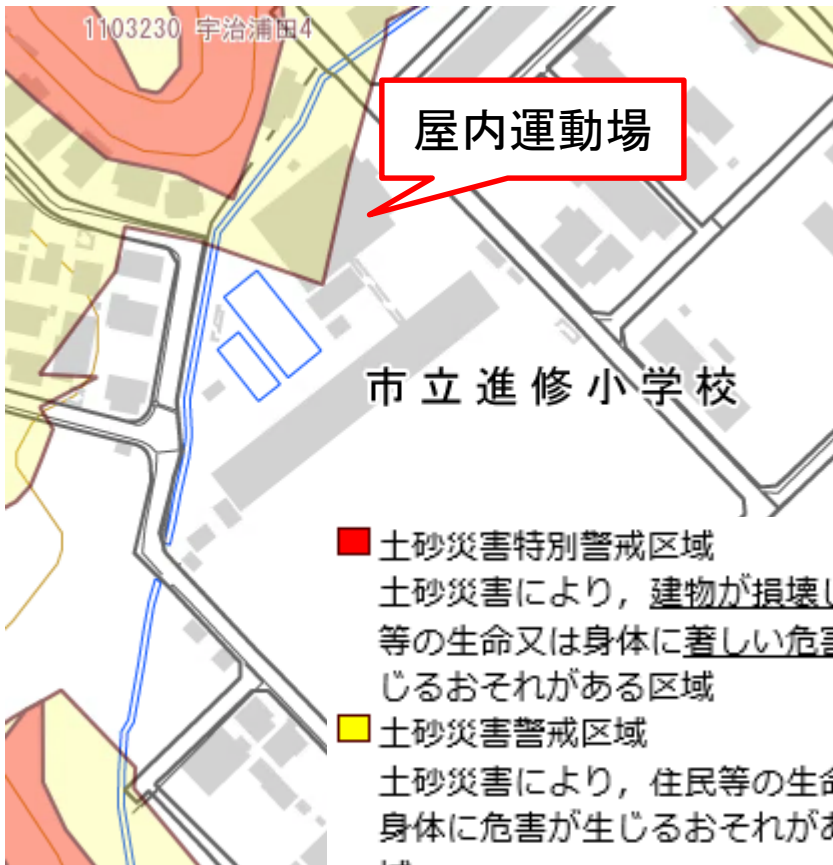 1103230 宇治浦田4
屋内運動場
市立進修小学校
土砂災害特別警戒区域
土砂災害により，建物が損壊し
等の生命又は身体に著しい危害
じるおそれがある区域
土砂災害警戒区域
土砂災害により，住民等の生命
身体に危害が生じるおそれがあ